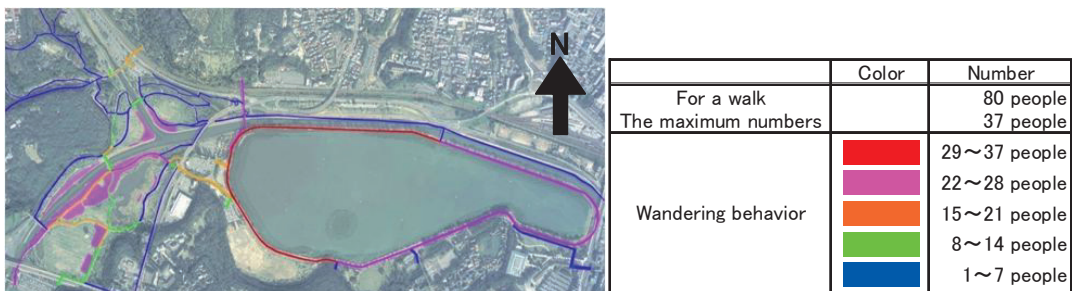 N
Color Number
For a walk 80 people
The maximum numbers 37 people
29～37 people
22～28 people
Wandering behavior 15～21 people
8～14 people
1～7 people